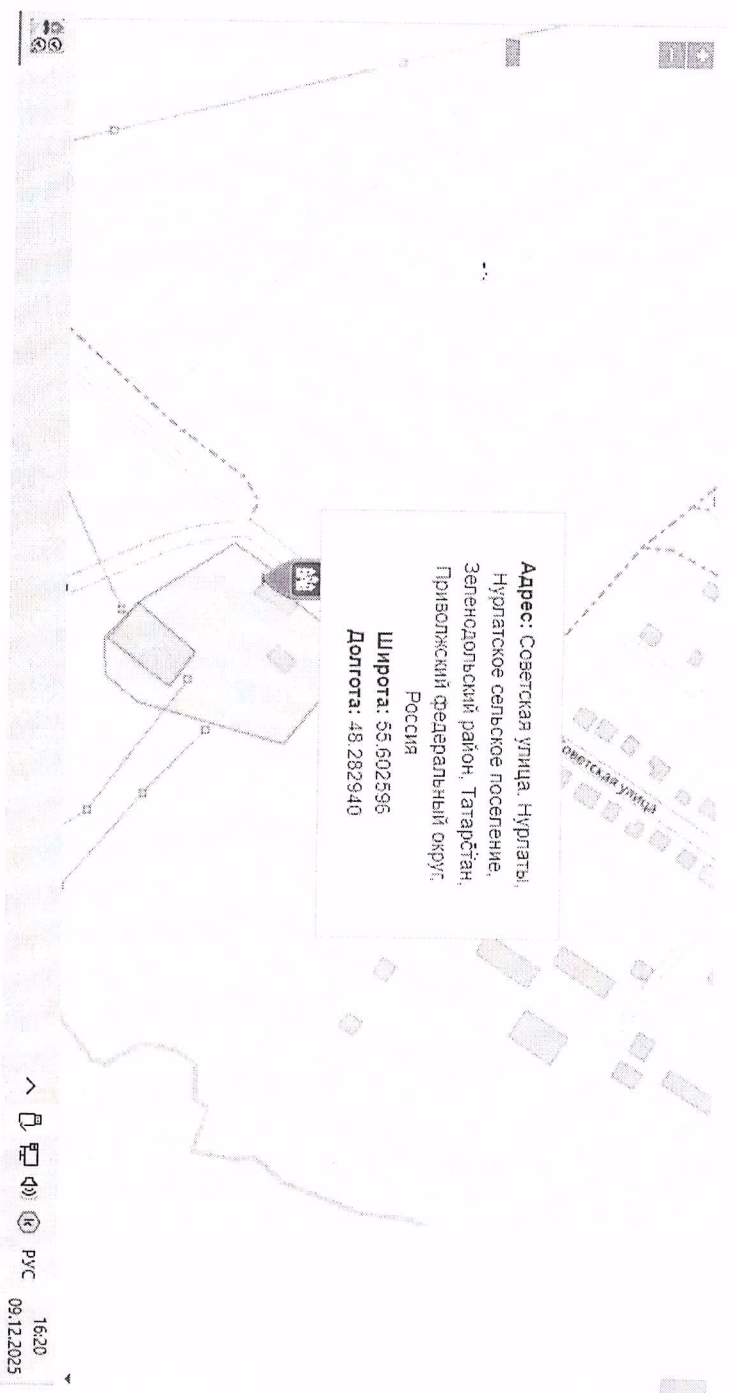 Адрес: Советская улица, Нурлаты,
Нурлатское сельское поселение,
Зеленодольский район, Татарстан,
Приволжский федеральный округ,
Россия
Широта: 55.602596
Долгота: 48.282940
оветская улица
РУС
16:20
09.12.2025